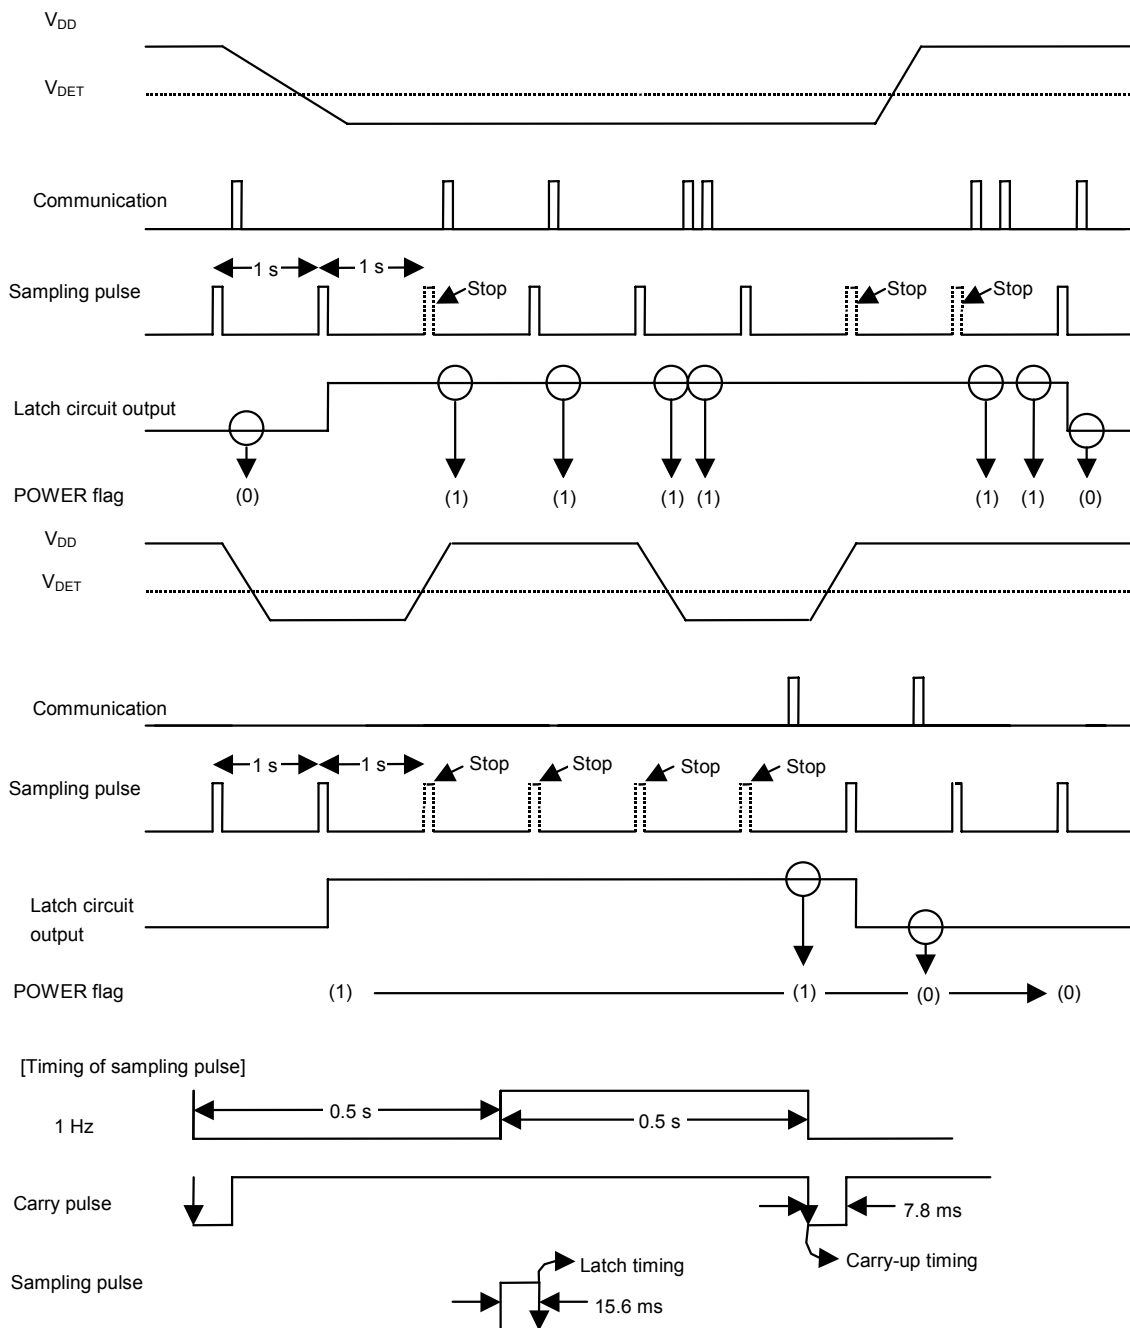 VDD
VDET
Communication
1 s 1 s
Sampling pulse Stop Stop Stop
Latch circuit output
POWER flag (0) (1) (1) (1) (1) (1) (1) (0)
VDD
VDET
Communication
1 s 1 s Stop Stop Stop Stop
Sampling pulse
Latch circuit
output
POWER flag (1) (1) (0) (0)
[Timing of sampling pulse]
0.5 s 0.5 s
1 Hz
Carry pulse 7.8 ms
Latch timing Carry-up timing
Sampling pulse
15.6 ms